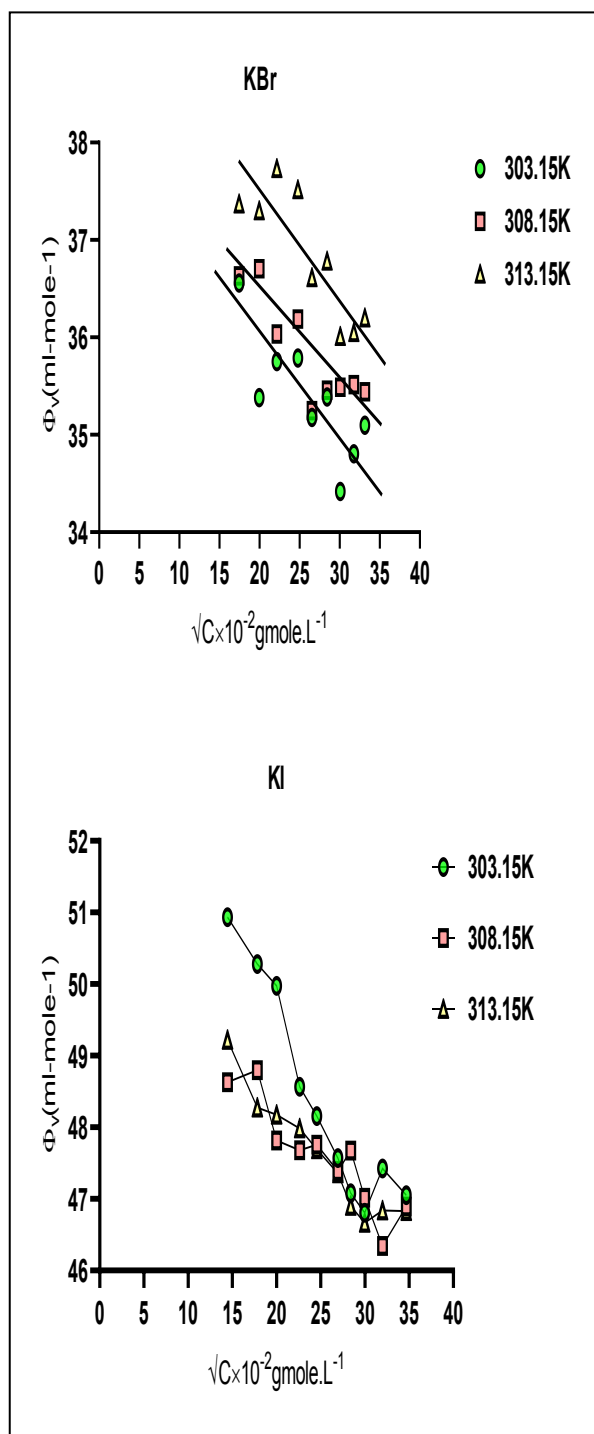 KBr
38
37
36
35
34
Φv(ml-mole-1)
0 5 10 15 20 25 30 35 40
√C×10⁻²gmole.L⁻¹
303.15K
308.15K
313.15K
KI
52
51
50
49
48
47
46
Φv(ml-mole-1)
0 5 10 15 20 25 30 35 40
√C×10⁻²gmole.L⁻¹
303.15K
308.15K
313.15K